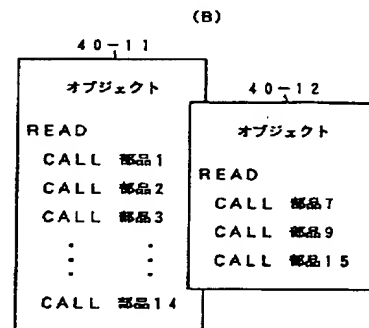 (B)
40-11
オブジェクト
READ
CALL 部品1
CALL 部品2
CALL 部品3
・ ・
・ ・
・ ・
CALL 部品14
40-12
オブジェクト
READ
CALL 部品7
CALL 部品9
CALL 部品15